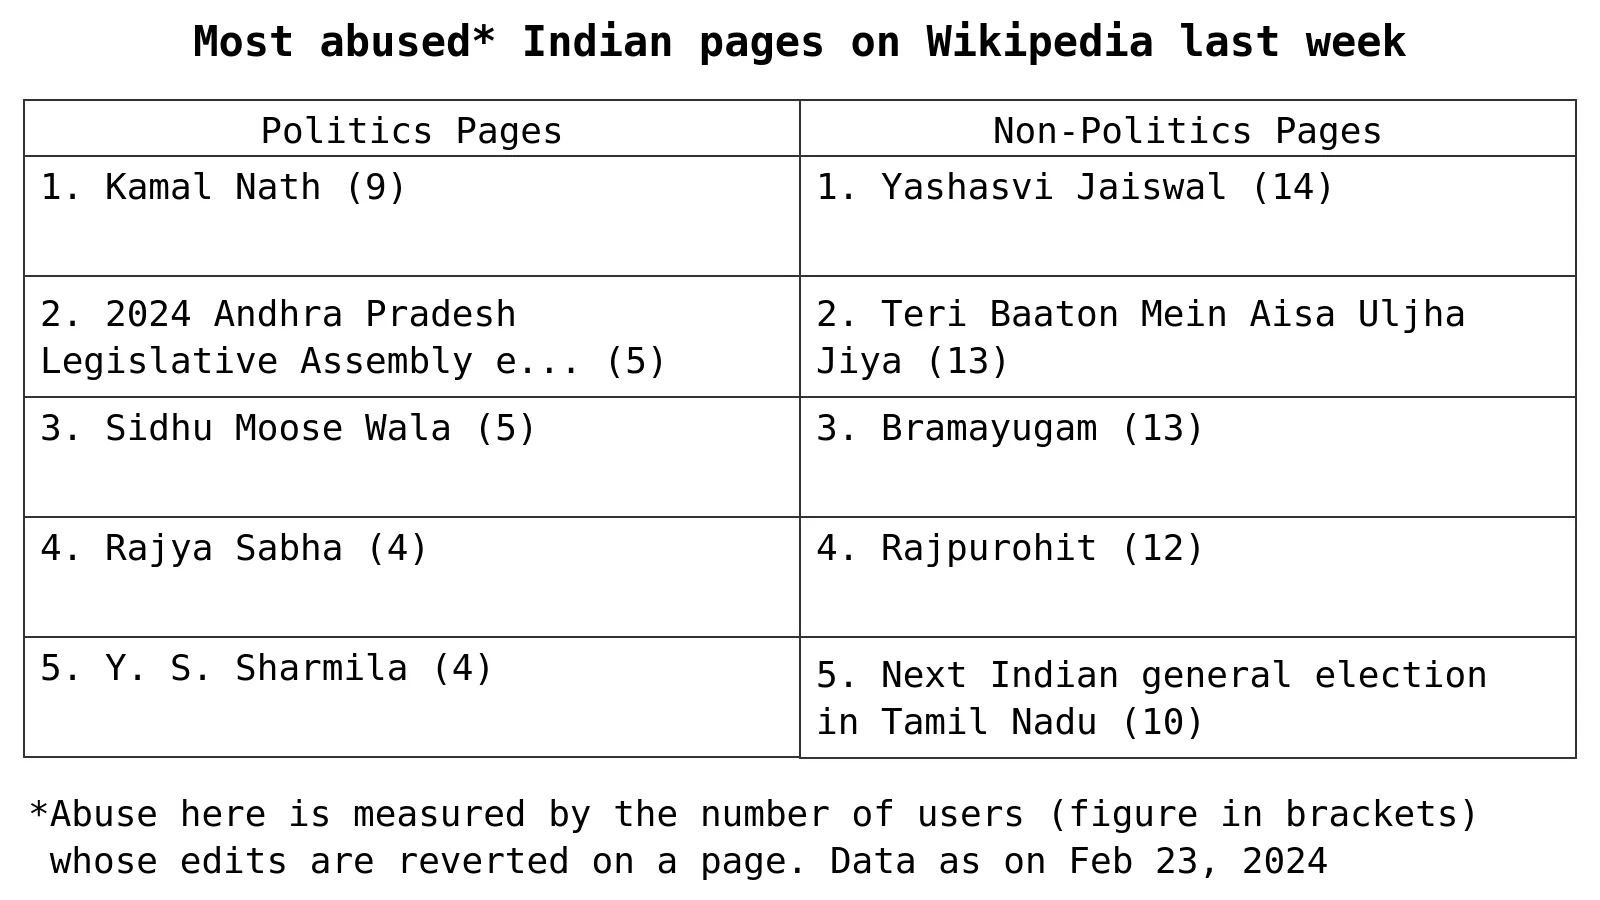 Most abused* Indian pages on Wikipedia last week
Politics Pages
Non-Politics Pages
1. Kamal Nath (9)
1. Yashasvi Jaiswal (14)
2. 2024 Andhra Pradesh
Legislative Assembly e... (5)
2. Teri Baaton Mein Aisa Uljha
Jiya (13)
3. Sidhu Moose Wala (5)
3. Bramayugam (13)
4. Rajya Sabha (4)
4. Rajpurohit (12)
5. Y. S. Sharmila (4)
5. Next Indian general election
in Tamil Nadu (10)
*Abuse here is measured by the number of users (figure in brackets)
whose edits are reverted on a page. Data as on Feb 23, 2024